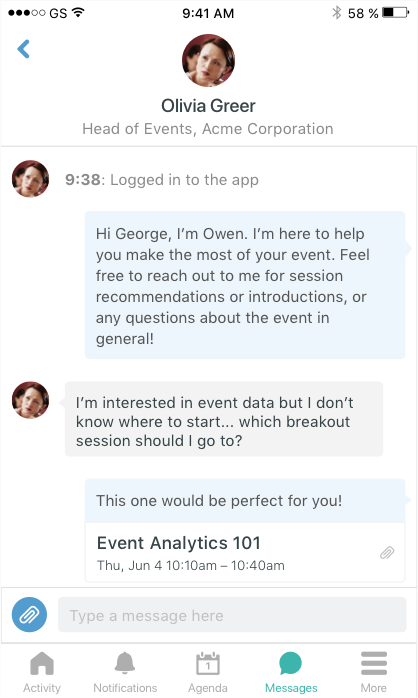 ●●●○○ GS 9:41 AM 58 %
Olivia Greer
Head of Events, Acme Corporation
9:38: Logged in to the app
Hi George, I’m Owen. I’m here to help
you make the most of your event. Feel
free to reach out to me for session
recommendations or introductions, or
any questions about the event in
general!
I’m interested in event data but I don’t
know where to start... which breakout
session should I go to?
This one would be perfect for you!
Event Analytics 101
Thu, Jun 4 10:10am – 10:40am
Type a message here
1
Activity Notifications Agenda Messages More